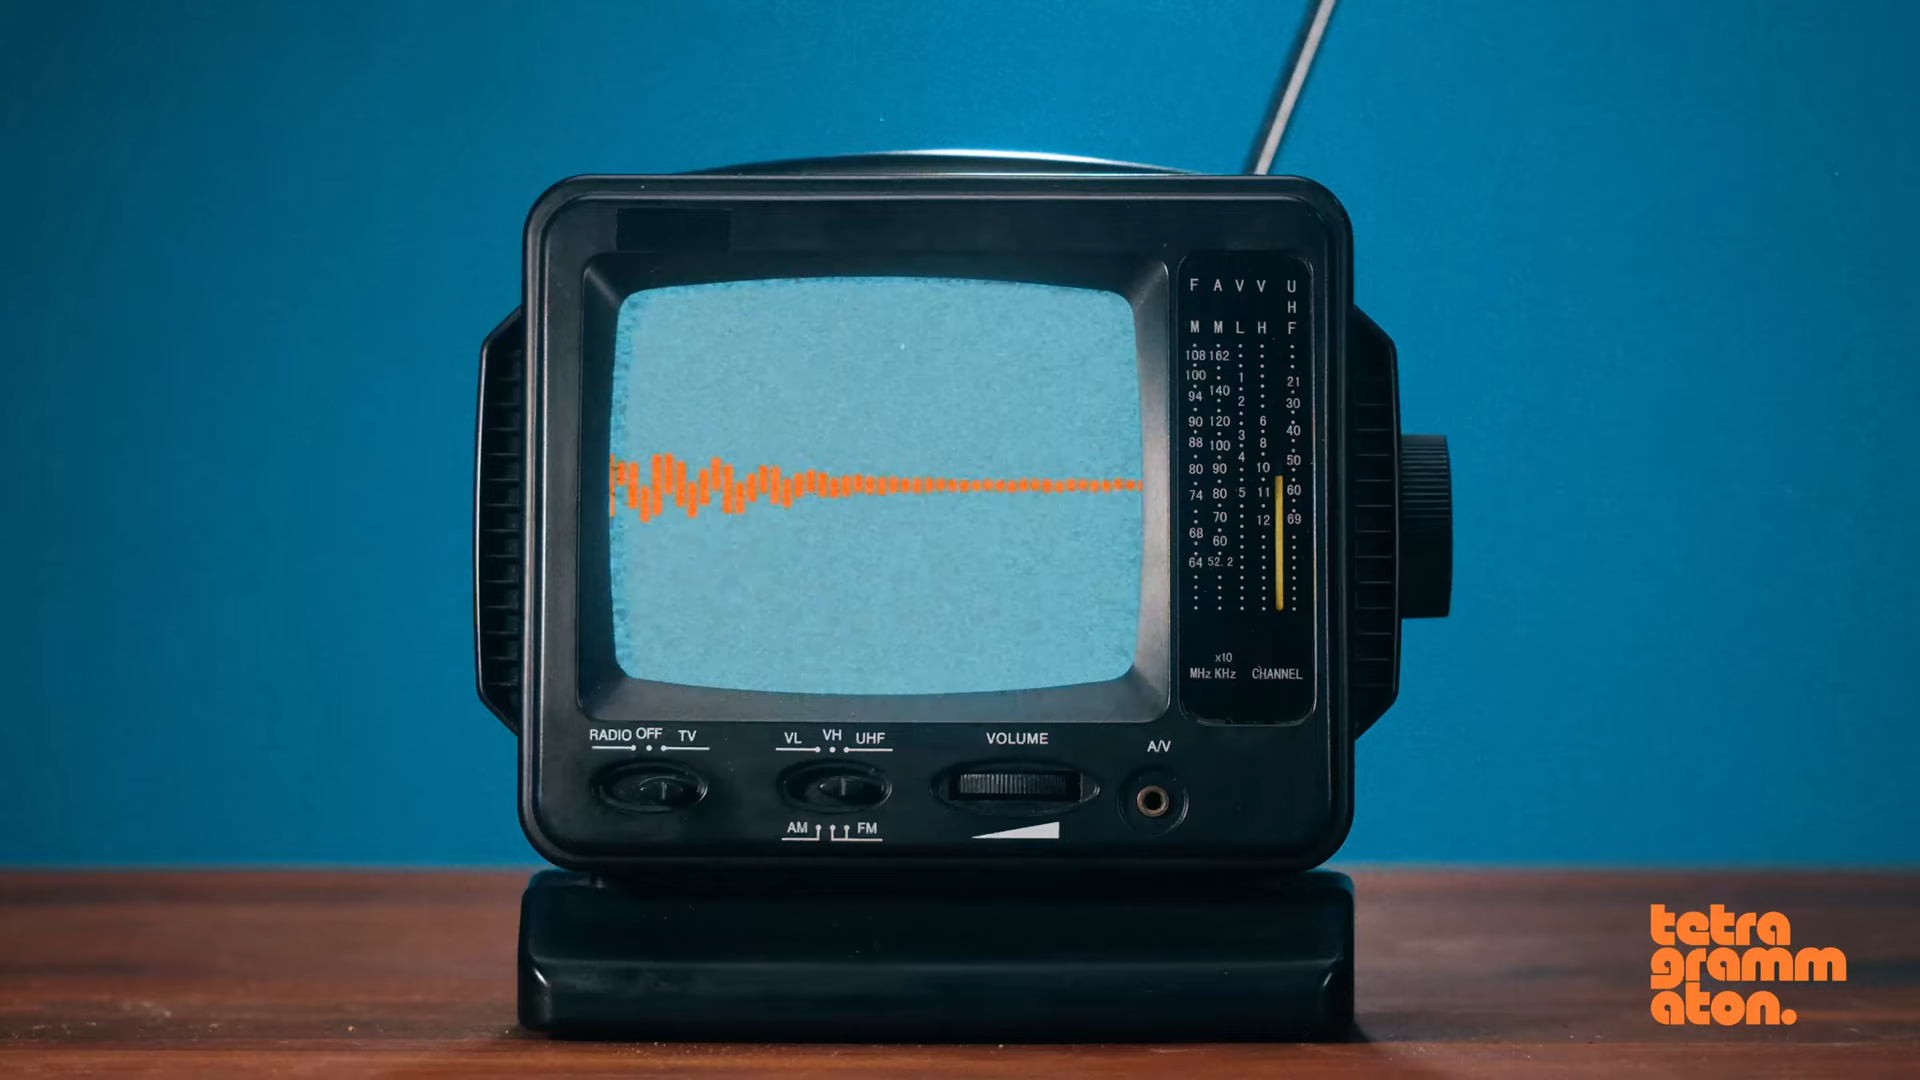 F A V V U
H
M M L H F
108 162
100 1 21
94 140 2 30
90 120 6 40
88 100 3 8
4 50
80 90 10
74 80 5 11 60
70 12 69
68 60
64 52.2
x10
MHz KHz CHANNEL
RADIO OFF TV
VL VH UHF
VOLUME
A/V
AM FM
tetra
gramm
aton.